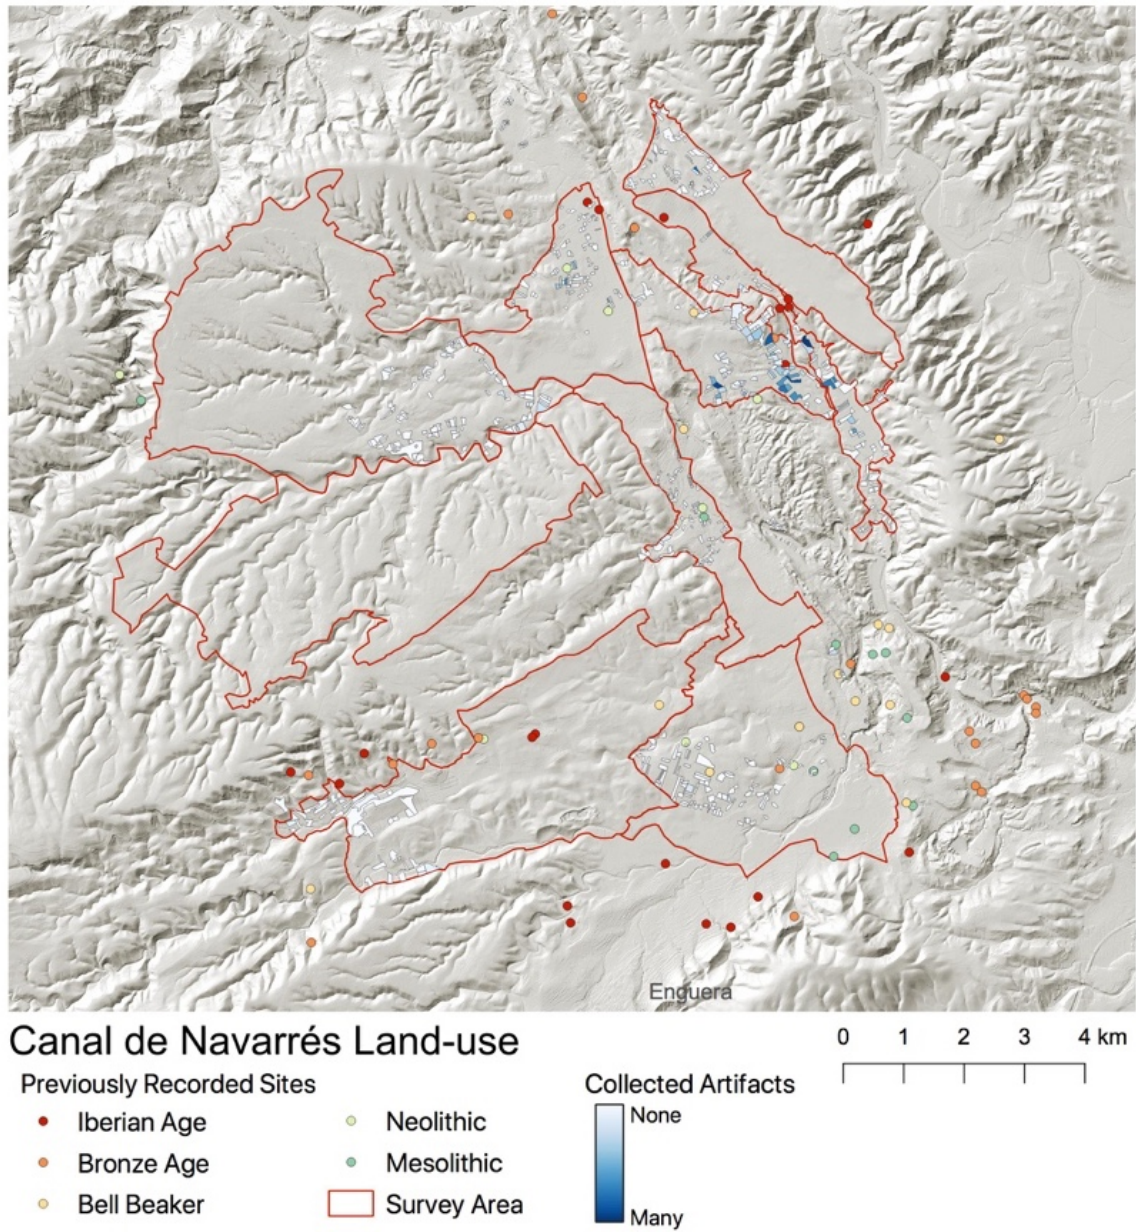 Enguera
Canal de Navarrés Land-use
0 1 2 3 4 km
Previously Recorded Sites
Collected Artifacts
Iberian Age
Neolithic
None
Bronze Age
Mesolithic
Bell Beaker
Survey Area
Many